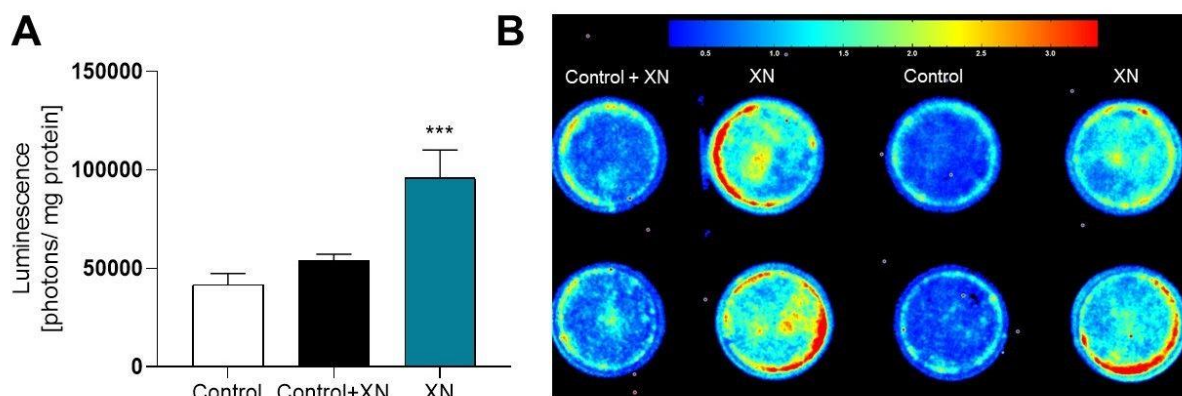 A
Luminescence
[photons/ mg protein]
150000
100000
50000
0
***
Control
Control+XN
XN
B
0.5 1.0 1.5 2.0 2.5 3.0
Control + XN XN Control XN